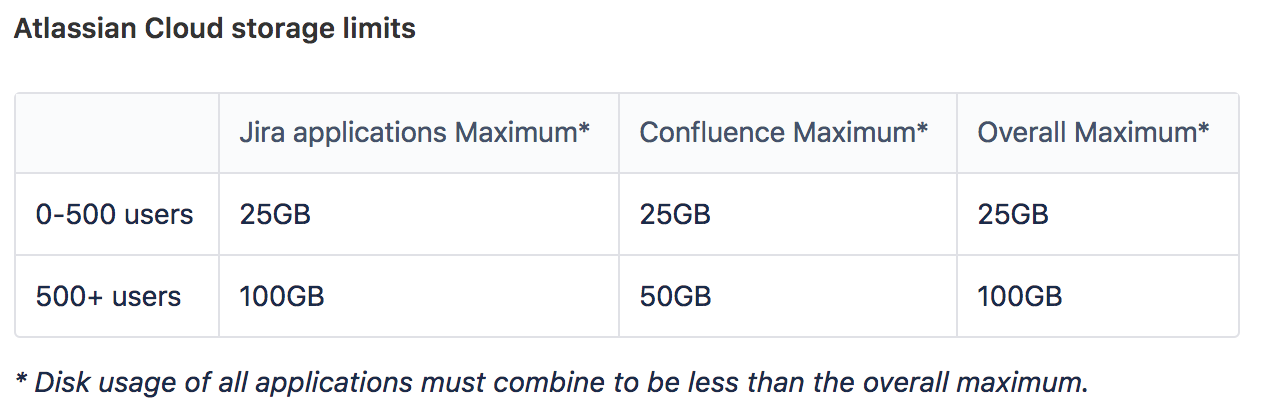 Atlassian Cloud storage limits
Jira applications Maximum* Confluence Maximum* Overall Maximum*
0-500 users 25GB 25GB 25GB
500+ users 100GB 50GB 100GB
* Disk usage of all applications must combine to be less than the overall maximum.